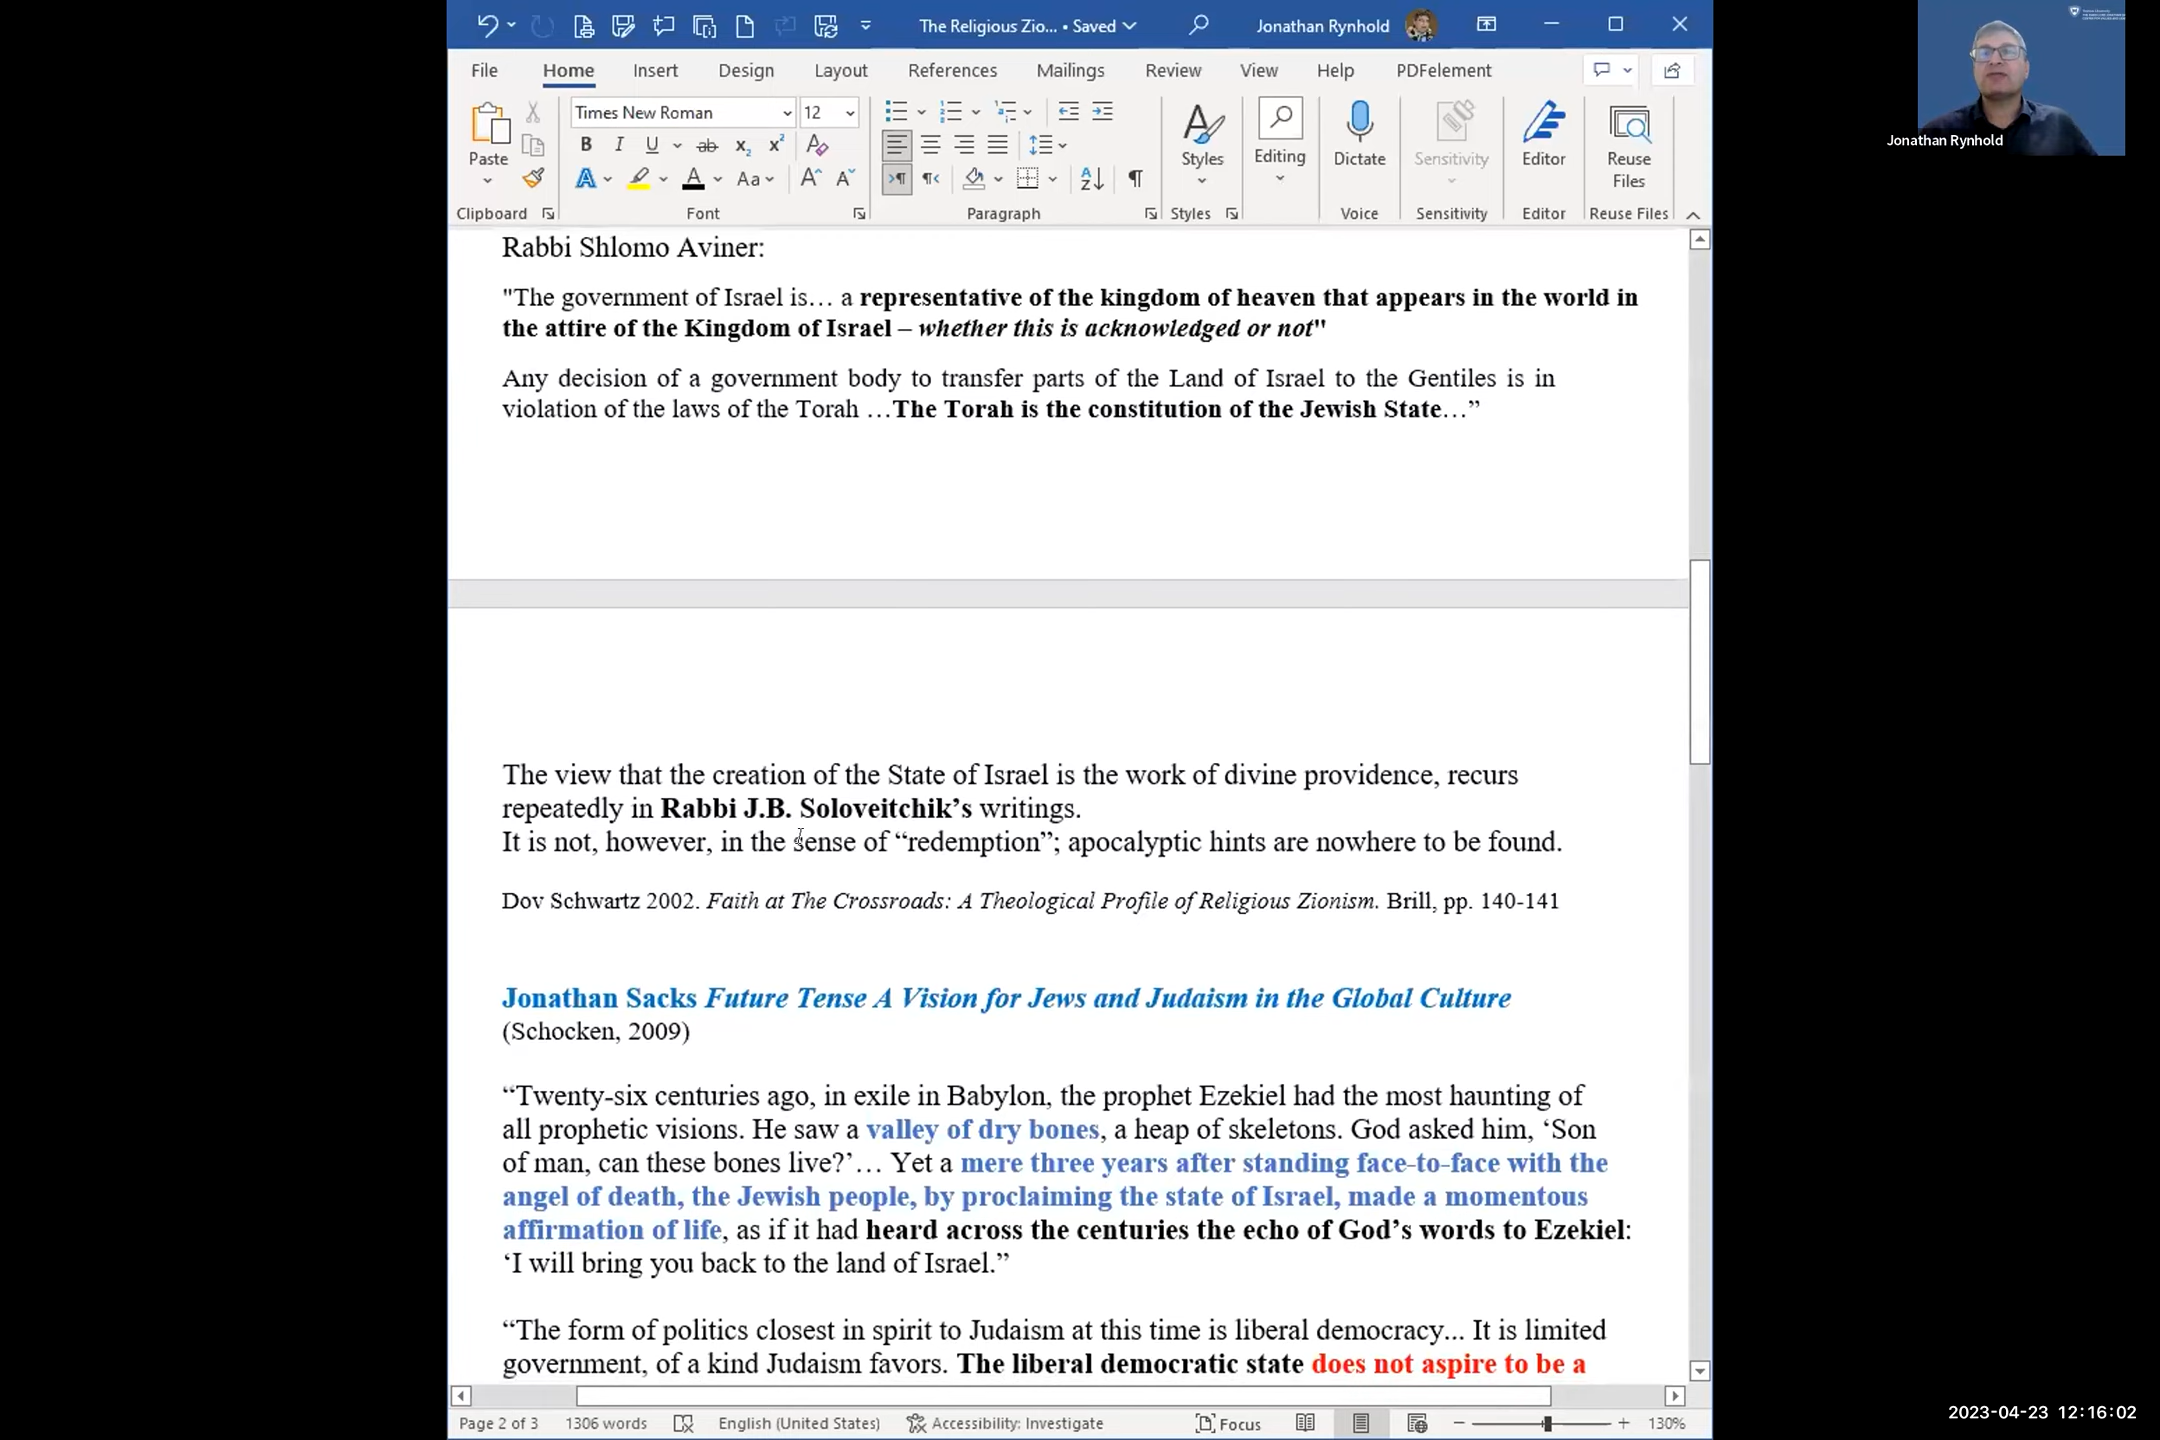 The Religious Zio... • Saved
Jonathan Rynhold
File Home Insert Design Layout References Mailings Review View Help PDFelement
Times New Roman 12
Paste
Styles
Editing
Dictate
Sensitivity
Editor
Reuse
Files
Clipboard Font Paragraph Styles Voice Sensitivity Editor Reuse Files
Jonathan Rynhold
Rabbi Shlomo Aviner:
"The government of Israel is… a representative of the kingdom of heaven that appears in the world in
the attire of the Kingdom of Israel – whether this is acknowledged or not"
Any decision of a government body to transfer parts of the Land of Israel to the Gentiles is in
violation of the laws of the Torah …The Torah is the constitution of the Jewish State…”
The view that the creation of the State of Israel is the work of divine providence, recurs
repeatedly in Rabbi J.B. Soloveitchik’s writings.
It is not, however, in the sense of “redemption”; apocalyptic hints are nowhere to be found.
Dov Schwartz 2002. Faith at The Crossroads: A Theological Profile of Religious Zionism. Brill, pp. 140-141
Jonathan Sacks Future Tense A Vision for Jews and Judaism in the Global Culture
(Schocken, 2009)
“Twenty-six centuries ago, in exile in Babylon, the prophet Ezekiel had the most haunting of
all prophetic visions. He saw a valley of dry bones, a heap of skeletons. God asked him, ‘Son
of man, can these bones live?’… Yet a mere three years after standing face-to-face with the
angel of death, the Jewish people, by proclaiming the state of Israel, made a momentous
affirmation of life, as if it had heard across the centuries the echo of God’s words to Ezekiel:
‘I will bring you back to the land of Israel.”
“The form of politics closest in spirit to Judaism at this time is liberal democracy... It is limited
government, of a kind Judaism favors. The liberal democratic state does not aspire to be a
Page 2 of 3 1306 words English (United States) Accessibility: Investigate Focus 130%
2023-04-23 12:16:02